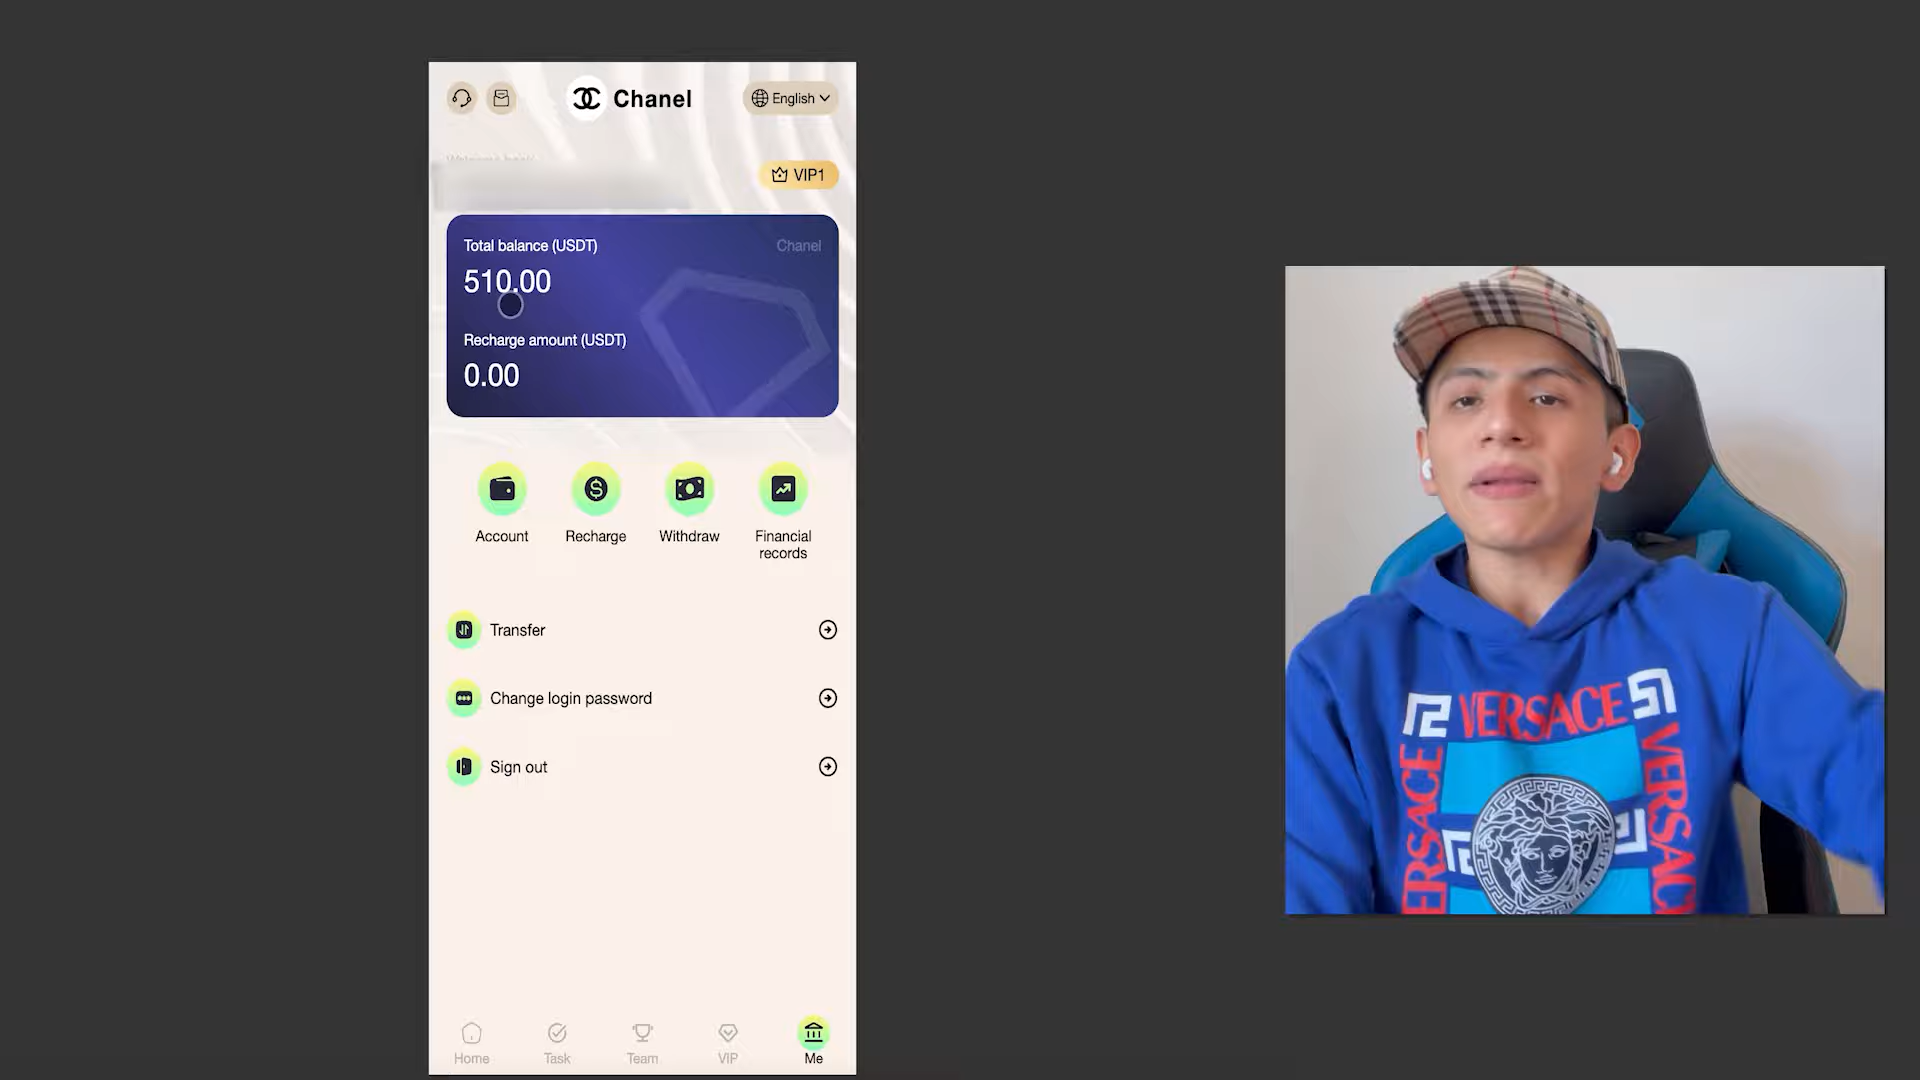 Chanel
English
VIP1
Total balance (USDT)
Chanel
510.00
Recharge amount (USDT)
0.00
Account
Recharge
Withdraw
Financial
records
Transfer
Change login password
Sign out
Home
Task
Team
VIP
Me
VERSACE
VERSACE